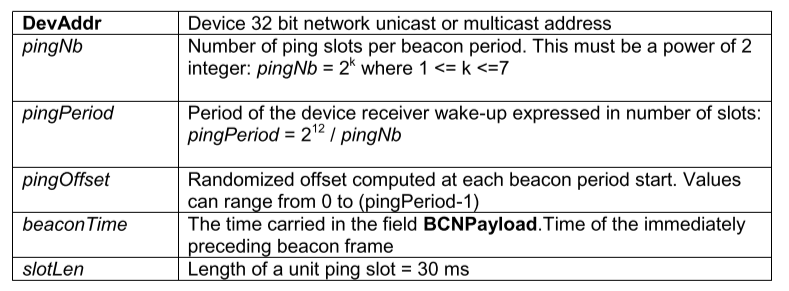 DevAddr Device 32 bit network unicast or multicast address
pingNb Number of ping slots per beacon period. This must be a power of 2
integer: pingNb = 2^k where 1 <= k <=7
pingPeriod Period of the device receiver wake-up expressed in number of slots:
pingPeriod = 2^12 / pingNb
pingOffset Randomized offset computed at each beacon period start. Values
can range from 0 to (pingPeriod-1)
beaconTime The time carried in the field BCNPayload.Time of the immediately
preceding beacon frame
slotLen Length of a unit ping slot = 30 ms